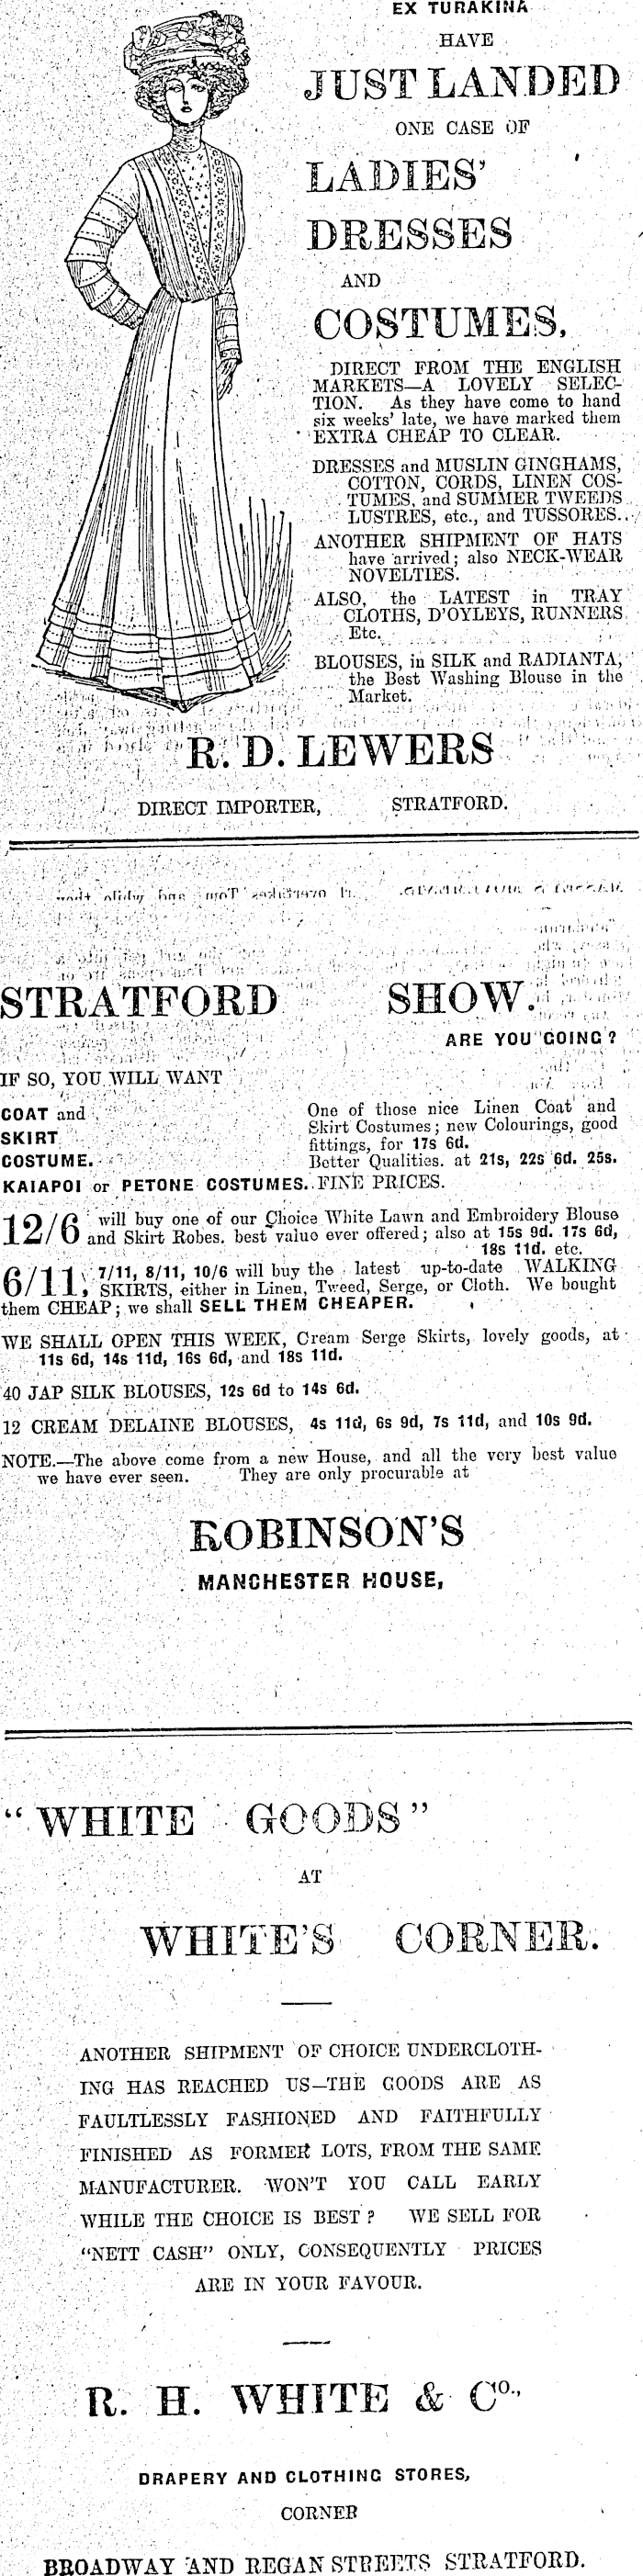 EX TURAKINA
HAVE
JUST LANDED
ONE CASE OF
LADIES'
DRESSES
AND
COSTUMES,
DIRECT FROM THE ENGLISH
MARKETS—A LOVELY SELEC-
TION. As they have come to hand
six weeks' late, we have marked them
EXTRA CHEAP TO CLEAR.
DRESSES and MUSLIN GINGHAMS,
COTTON, CORDS, LINEN COS-
TUMES, and SUMMER TWEEDS
LUSTRES, etc., and TUSSORES..
ANOTHER SHIPMENT OF HATS
have arrived; also NECK-WEAR
NOVELTIES.
ALSO, the LATEST in TRAY
CLOTHS, D'OYLEYS, RUNNERS
Etc.
BLOUSES, in SILK and RADIANTA,
the Best Washing Blouse in the
Market.
R. D. LEWERS
DIRECT IMPORTER, STRATFORD.
STRATFORD SHOW.
ARE YOU GOING?
IF SO, YOU WILL WANT
COAT and
SKIRT
COSTUME.
One of those nice Linen Coat and
Skirt Costumes; new Colourings, good
fittings, for 17s 6d.
Better Qualities. at 21s, 22s 6d. 25s.
KAIAPOI or PETONE COSTUMES. FINE PRICES.
12/6 will buy one of our Choice White Lawn and Embroidery Blouse
and Skirt Robes. best value ever offered; also at 15s 9d. 17s 6d,
18s 11d. etc.
6/11, 7/11, 8/11, 10/6 will buy the latest up-to-date WALKING
SKIRTS, either in Linen, Tweed, Serge, or Cloth. We bought
them CHEAP; we shall SELL THEM CHEAPER.
WE SHALL OPEN THIS WEEK, Cream Serge Skirts, lovely goods, at
11s 6d, 14s 11d, 16s 6d, and 18s 11d.
40 JAP SILK BLOUSES, 12s 6d to 14s 6d.
12 CREAM DELAINE BLOUSES, 4s 11d, 6s 9d, 7s 11d, and 10s 9d.
NOTE.—The above come from a new House, and all the very best value
we have ever seen. They are only procurable at
ROBINSON'S
MANCHESTER HOUSE,
"WHITE GOODS"
AT
WHITE'S CORNER.
ANOTHER SHIPMENT OF CHOICE UNDERCLOTH-
ING HAS REACHED US—THE GOODS ARE AS
FAULTLESSLY FASHIONED AND FAITHFULLY
FINISHED AS FORMER LOTS, FROM THE SAME
MANUFACTURER. WON'T YOU CALL EARLY
WHILE THE CHOICE IS BEST? WE SELL FOR
"NETT CASH" ONLY, CONSEQUENTLY PRICES
ARE IN YOUR FAVOUR.
R. H. WHITE & Co.,
DRAPERY AND CLOTHING STORES,
CORNER
BROADWAY AND REGAN STREETS STRATFORD.